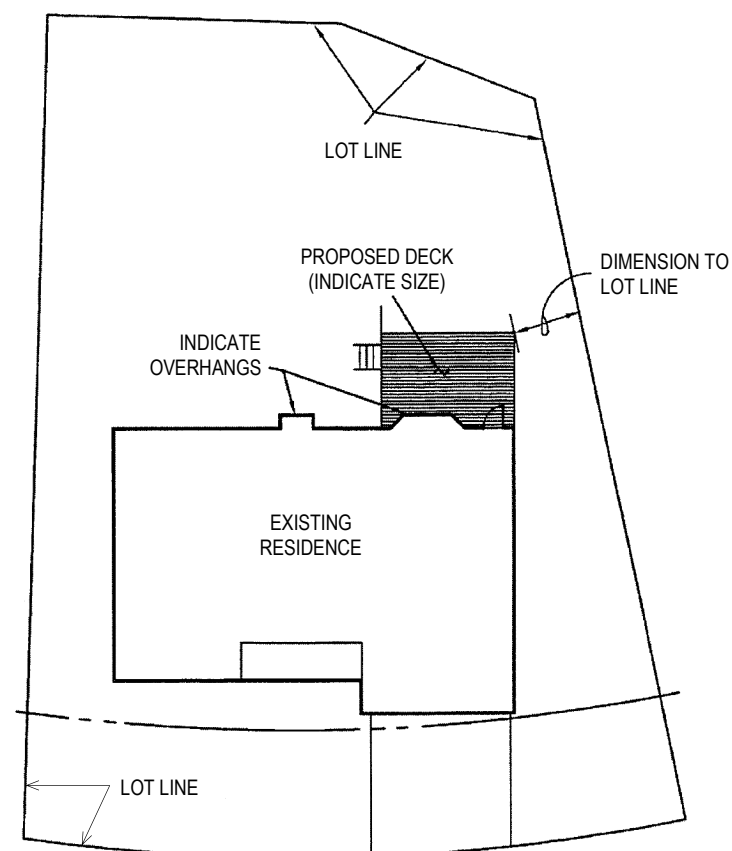 LOT LINE
PROPOSED DECK
(INDICATE SIZE)
DIMENSION TO
LOT LINE
INDICATE
OVERHANGS
EXISTING
RESIDENCE
LOT LINE